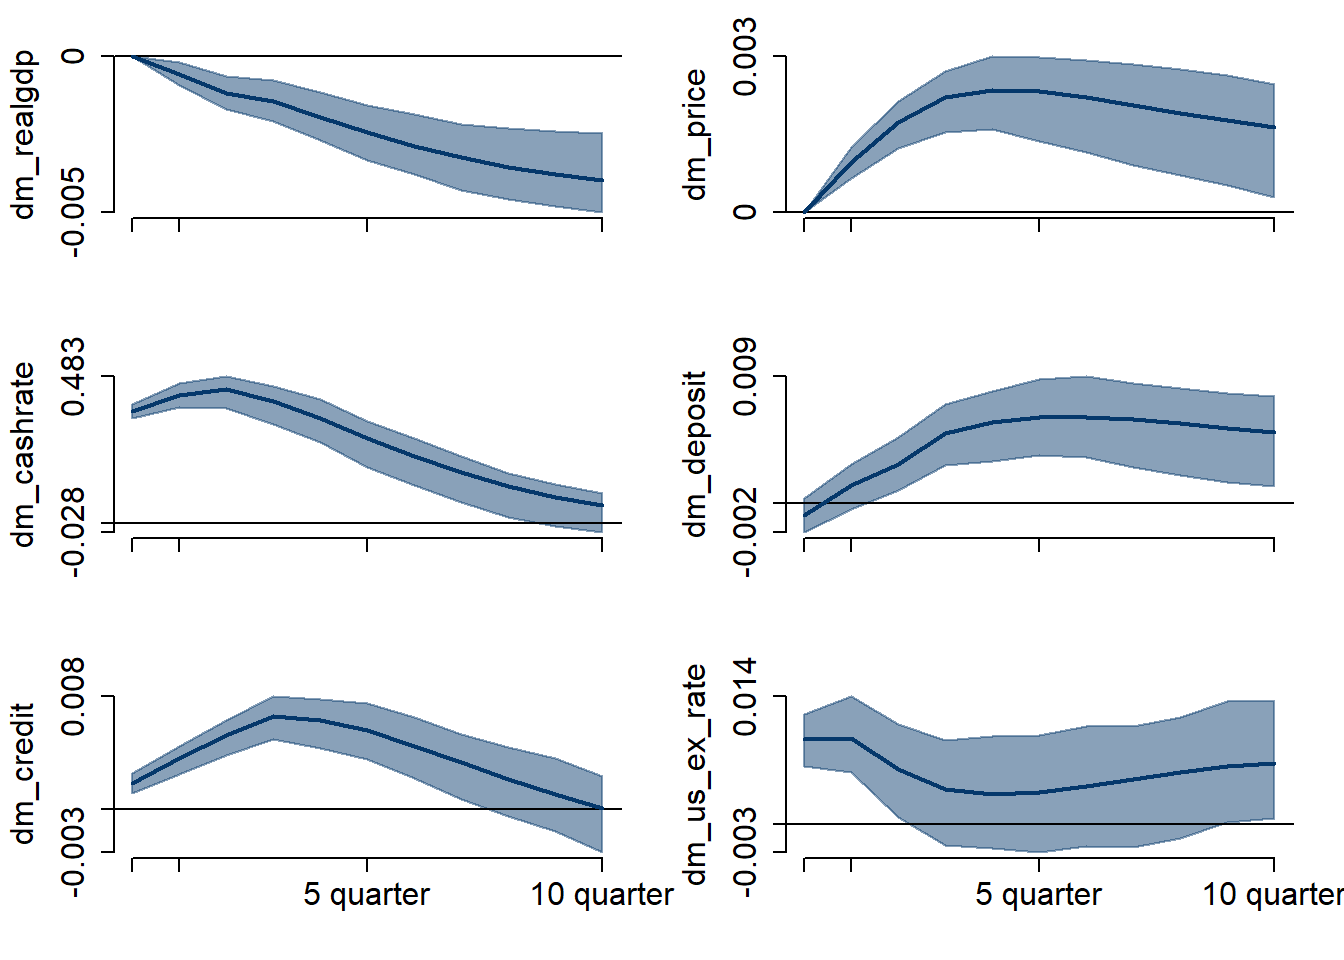 dm_realgdp
0
-0.005
dm_price
0.003
0
dm_cashrate
0.483
-0.028
dm_deposit
0.009
-0.002
dm_credit
0.008
-0.003
5 quarter
10 quarter
dm_us_ex_rate
0.014
-0.003
5 quarter
10 quarter